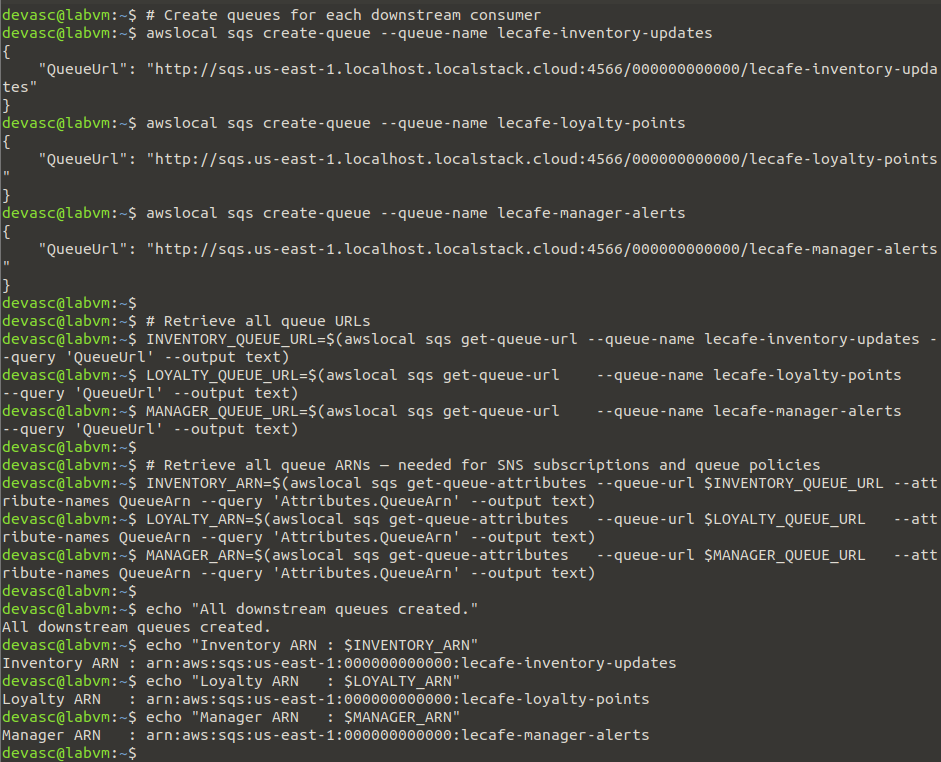 devasc@labvm:~$ # Create queues for each downstream consumer
devasc@labvm:~$ awslocal sqs create-queue --queue-name lecafe-inventory-updates
{
    "QueueUrl": "http://sqs.us-east-1.localhost.localstack.cloud:4566/000000000000/lecafe-inventory-upda
tes"
}
devasc@labvm:~$ awslocal sqs create-queue --queue-name lecafe-loyalty-points
{
    "QueueUrl": "http://sqs.us-east-1.localhost.localstack.cloud:4566/000000000000/lecafe-loyalty-points
"
}
devasc@labvm:~$ awslocal sqs create-queue --queue-name lecafe-manager-alerts
{
    "QueueUrl": "http://sqs.us-east-1.localhost.localstack.cloud:4566/000000000000/lecafe-manager-alerts
"
}
devasc@labvm:~$
devasc@labvm:~$ # Retrieve all queue URLs
devasc@labvm:~$ INVENTORY_QUEUE_URL=$(awslocal sqs get-queue-url --queue-name lecafe-inventory-updates -
-query 'QueueUrl' --output text)
devasc@labvm:~$ LOYALTY_QUEUE_URL=$(awslocal sqs get-queue-url    --queue-name lecafe-loyalty-points
--query 'QueueUrl' --output text)
devasc@labvm:~$ MANAGER_QUEUE_URL=$(awslocal sqs get-queue-url    --queue-name lecafe-manager-alerts
--query 'QueueUrl' --output text)
devasc@labvm:~$
devasc@labvm:~$ # Retrieve all queue ARNs — needed for SNS subscriptions and queue policies
devasc@labvm:~$ INVENTORY_ARN=$(awslocal sqs get-queue-attributes --queue-url $INVENTORY_QUEUE_URL --att
ribute-names QueueArn --query 'Attributes.QueueArn' --output text)
devasc@labvm:~$ LOYALTY_ARN=$(awslocal sqs get-queue-attributes   --queue-url $LOYALTY_QUEUE_URL   --att
ribute-names QueueArn --query 'Attributes.QueueArn' --output text)
devasc@labvm:~$ MANAGER_ARN=$(awslocal sqs get-queue-attributes   --queue-url $MANAGER_QUEUE_URL   --att
ribute-names QueueArn --query 'Attributes.QueueArn' --output text)
devasc@labvm:~$
devasc@labvm:~$ echo "All downstream queues created."
All downstream queues created.
devasc@labvm:~$ echo "Inventory ARN : $INVENTORY_ARN"
Inventory ARN : arn:aws:sqs:us-east-1:000000000000:lecafe-inventory-updates
devasc@labvm:~$ echo "Loyalty ARN   : $LOYALTY_ARN"
Loyalty ARN   : arn:aws:sqs:us-east-1:000000000000:lecafe-loyalty-points
devasc@labvm:~$ echo "Manager ARN   : $MANAGER_ARN"
Manager ARN   : arn:aws:sqs:us-east-1:000000000000:lecafe-manager-alerts
devasc@labvm:~$